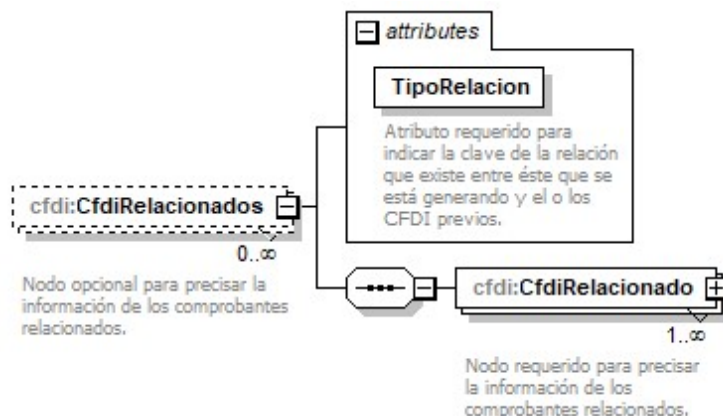 attributes
TipoRelacion
Atributo requerido para
indicar la clave de la relación
que existe entre éste que se
está generando y el o los
CFDI previos.
cfdi:CfdiRelacionados
0..∞
Nodo opcional para precisar la
información de los comprobantes
relacionados.
cfdi:CfdiRelacionado
1..∞
Nodo requerido para precisar
la información de los
comprobantes relacionados.